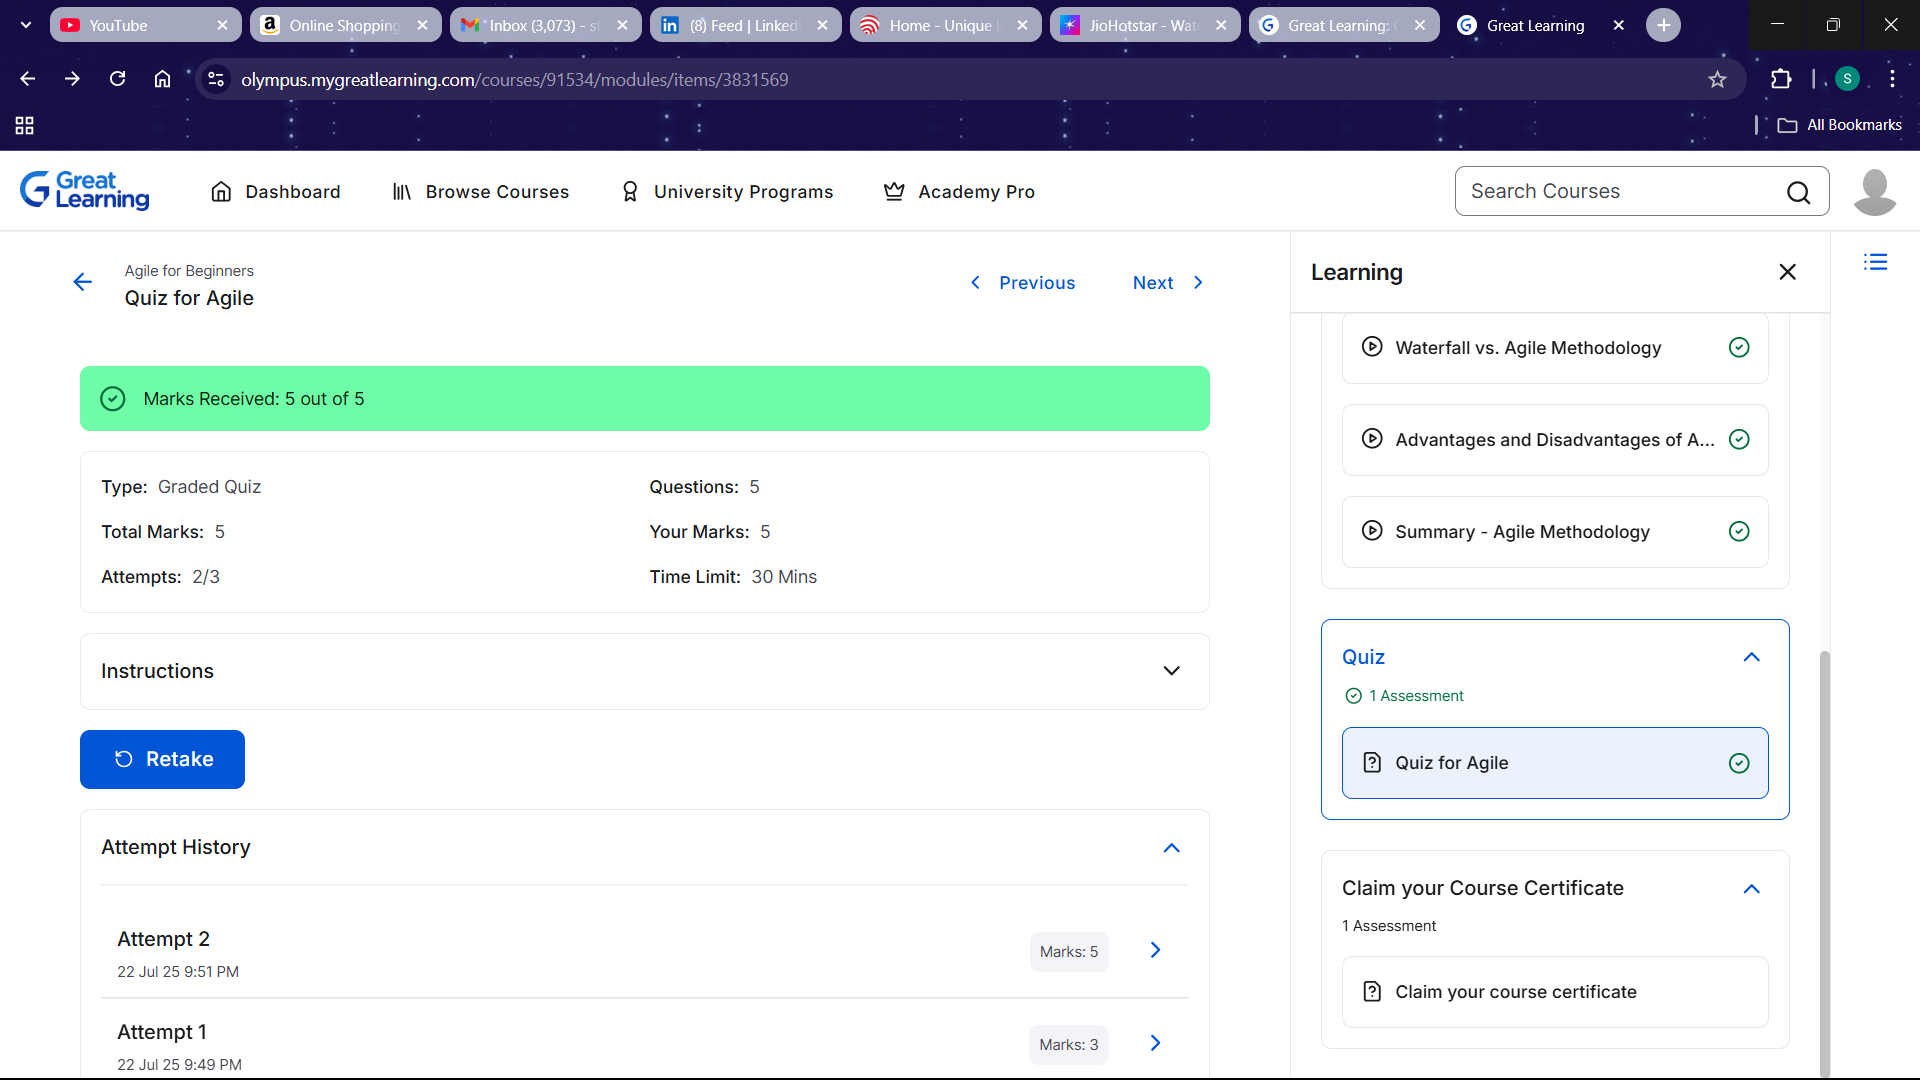 YouTube
Online Shopping
Inbox (3,073) - s
(8) Feed | Linked
Home - Unique
JioHotstar - Wat
Great Learning:
Great Learning
olympus.mygreatlearning.com/courses/91534/modules/items/3831569
S
All Bookmarks
Great Learning
Dashboard
Browse Courses
University Programs
Academy Pro
Search Courses
Agile for Beginners
Quiz for Agile
Previous
Next
Marks Received: 5 out of 5
Type: Graded Quiz
Questions: 5
Total Marks: 5
Your Marks: 5
Attempts: 2/3
Time Limit: 30 Mins
Instructions
Retake
Attempt History
Attempt 2
22 Jul 25 9:51 PM
Marks: 5
Attempt 1
22 Jul 25 9:49 PM
Marks: 3
Learning
Waterfall vs. Agile Methodology
Advantages and Disadvantages of A...
Summary - Agile Methodology
Quiz
1 Assessment
Quiz for Agile
Claim your Course Certificate
1 Assessment
Claim your course certificate